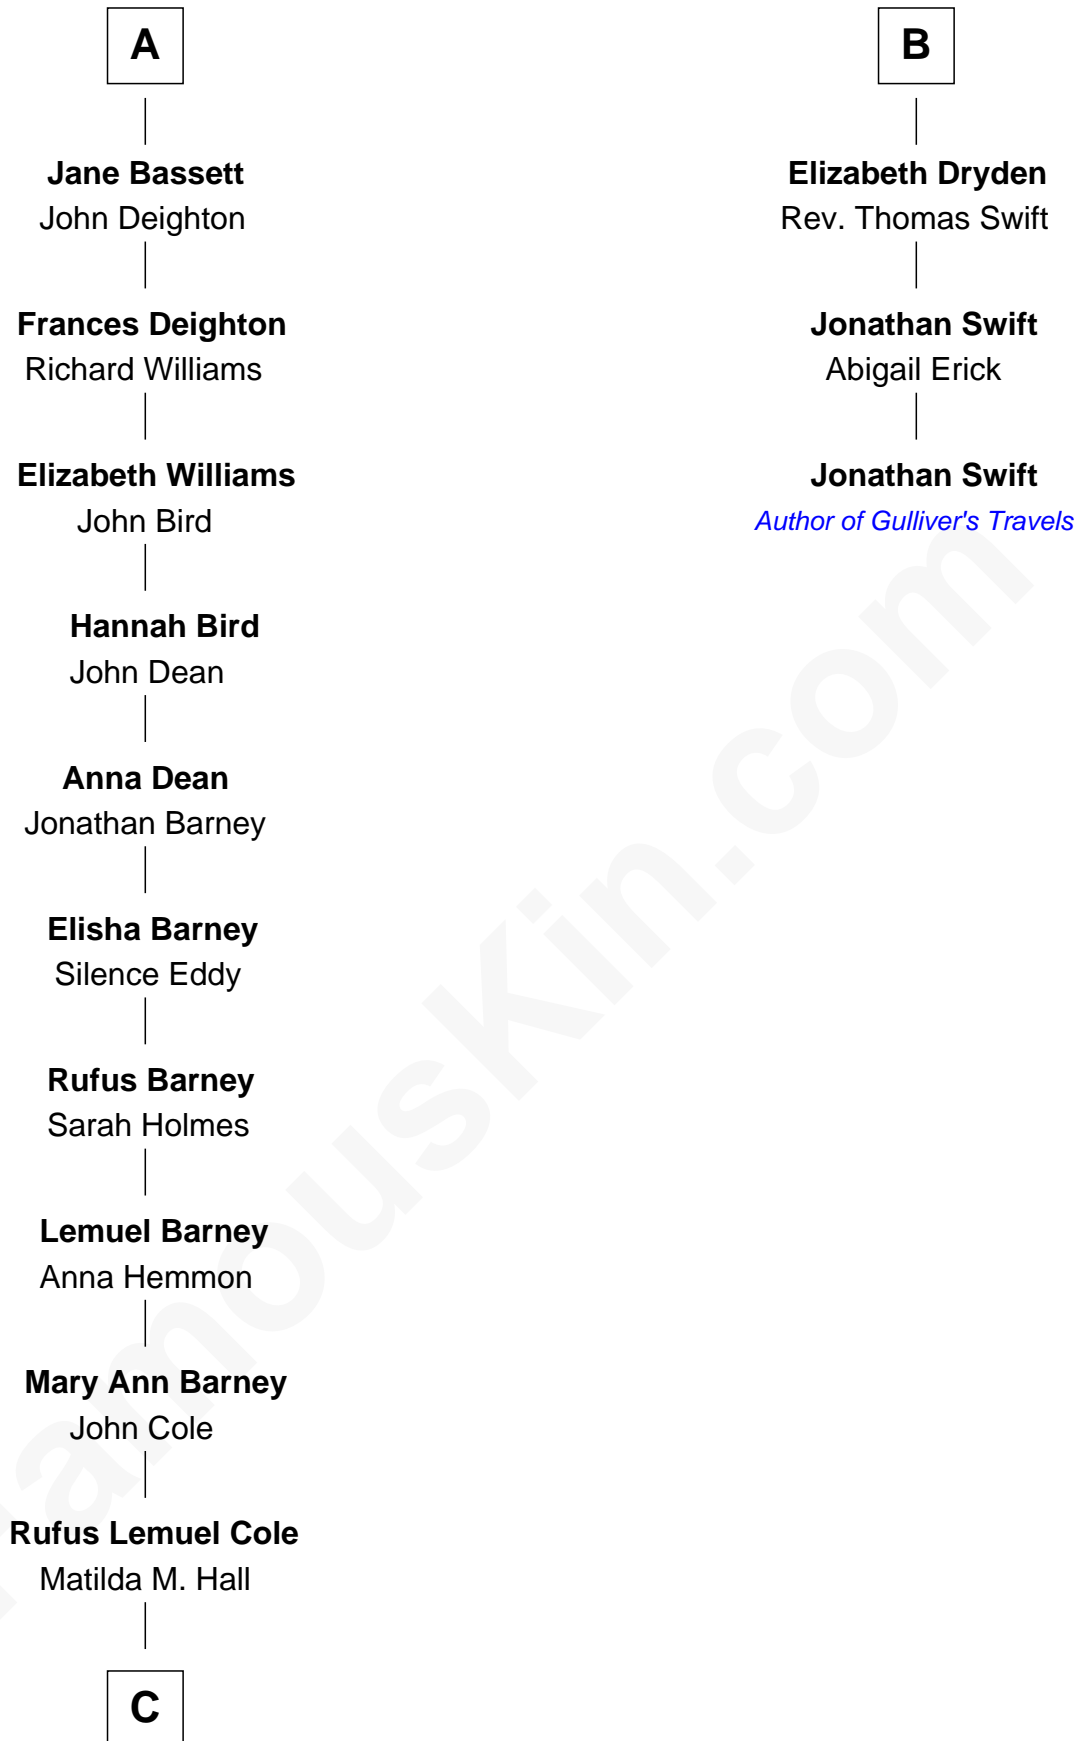 A
Jane Bassett
John Deighton
Frances Deighton
Richard Williams
Elizabeth Williams
John Bird
Hannah Bird
John Dean
Anna Dean
Jonathan Barney
Elisha Barney
Silence Eddy
Rufus Barney
Sarah Holmes
Lemuel Barney
Anna Hemmon
Mary Ann Barney
John Cole
Rufus Lemuel Cole
Matilda M. Hall
C
B
Elizabeth Dryden
Rev. Thomas Swift
Jonathan Swift
Abigail Erick
Jonathan Swift
Author of Gulliver's Travels
FamousKin.com